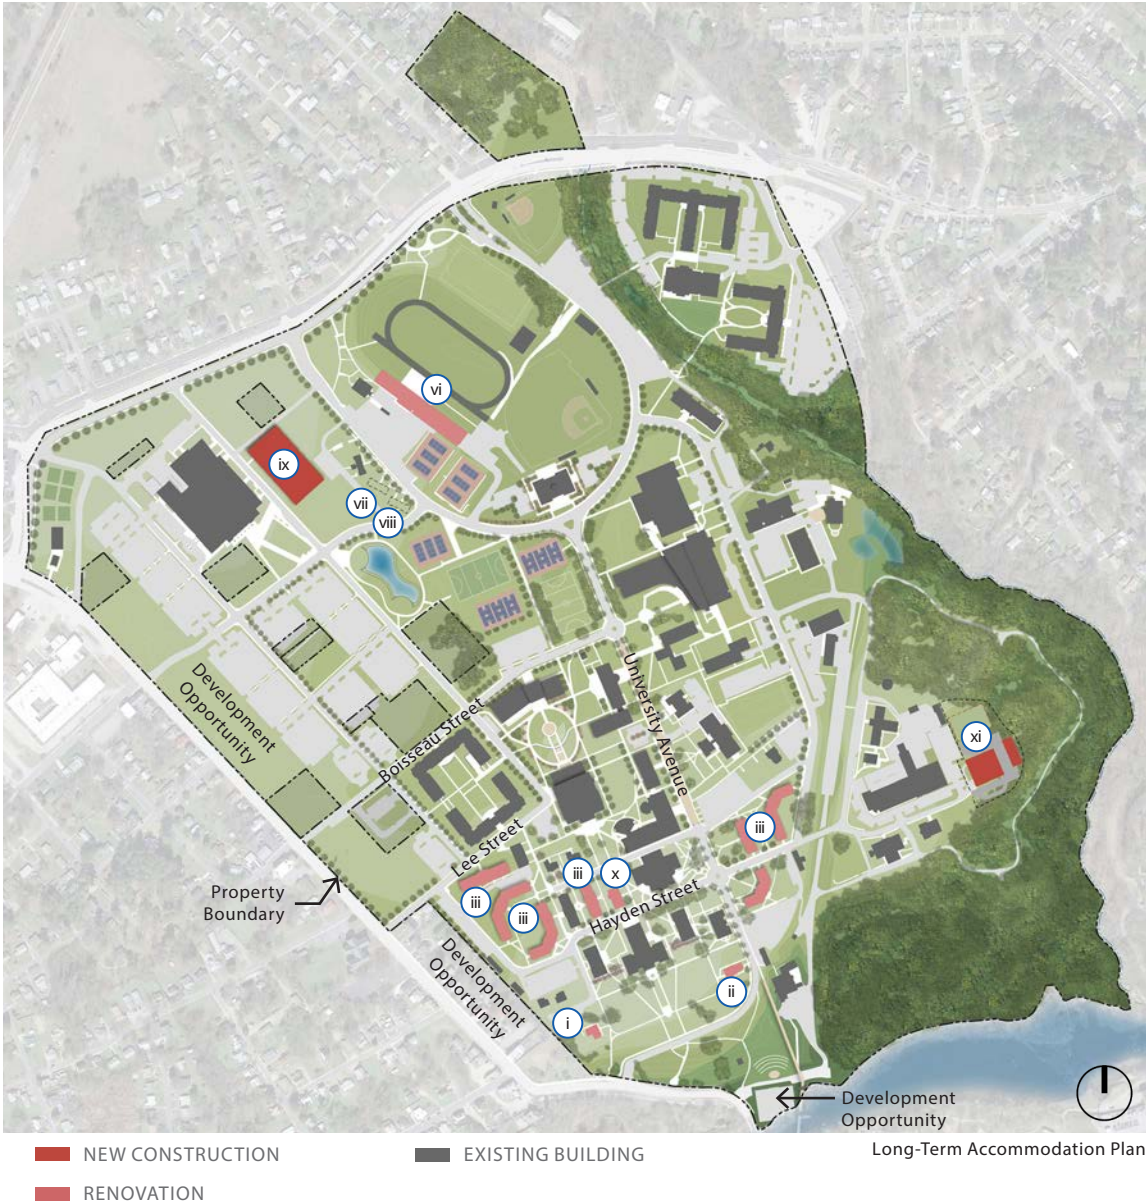 vi
ix
vii
viii
Development
Opportunity
University Avenue
Boisseau Street
xi
iii
Lee Street
iii
x
Property
Boundary
iii
iii
Hayden Street
Development
Opportunity
ii
i
Development
Opportunity
Long-Term Accommodation Plan
NEW CONSTRUCTION
EXISTING BUILDING
RENOVATION